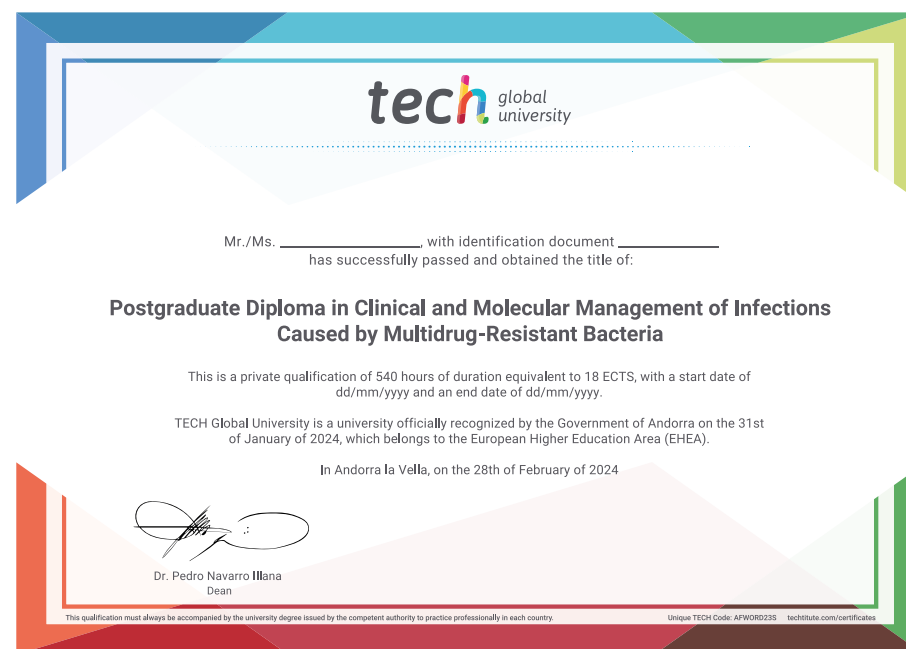 tech global
university
Mr./Ms. ____________________, with identification document ______________
has successfully passed and obtained the title of:
Postgraduate Diploma in Clinical and Molecular Management of Infections
Caused by Multidrug-Resistant Bacteria
This is a private qualification of 540 hours of duration equivalent to 18 ECTS, with a start date of
dd/mm/yyyy and an end date of dd/mm/yyyy.
TECH Global University is a university officially recognized by the Government of Andorra on the 31st
of January of 2024, which belongs to the European Higher Education Area (EHEA).
In Andorra la Vella, on the 28th of February of 2024
Dr. Pedro Navarro Illana
Dean
This qualification must always be accompanied by the university degree issued by the competent authority to practice professionally in each country.
Unique TECH Code: AFWORD23S techtitute.com/certificates